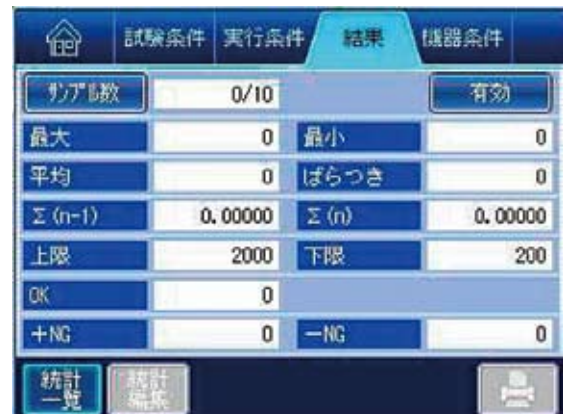 試験条件 実行条件 結果 機器条件
サンプル数 0/10 有効
最大 0 最小 0
平均 0 ばらつき 0
Σ(n-1) 0.00000 Σ(n) 0.00000
上限 2000 下限 200
OK 0
+NG 0 -NG 0
統計
一覧
統計
編集